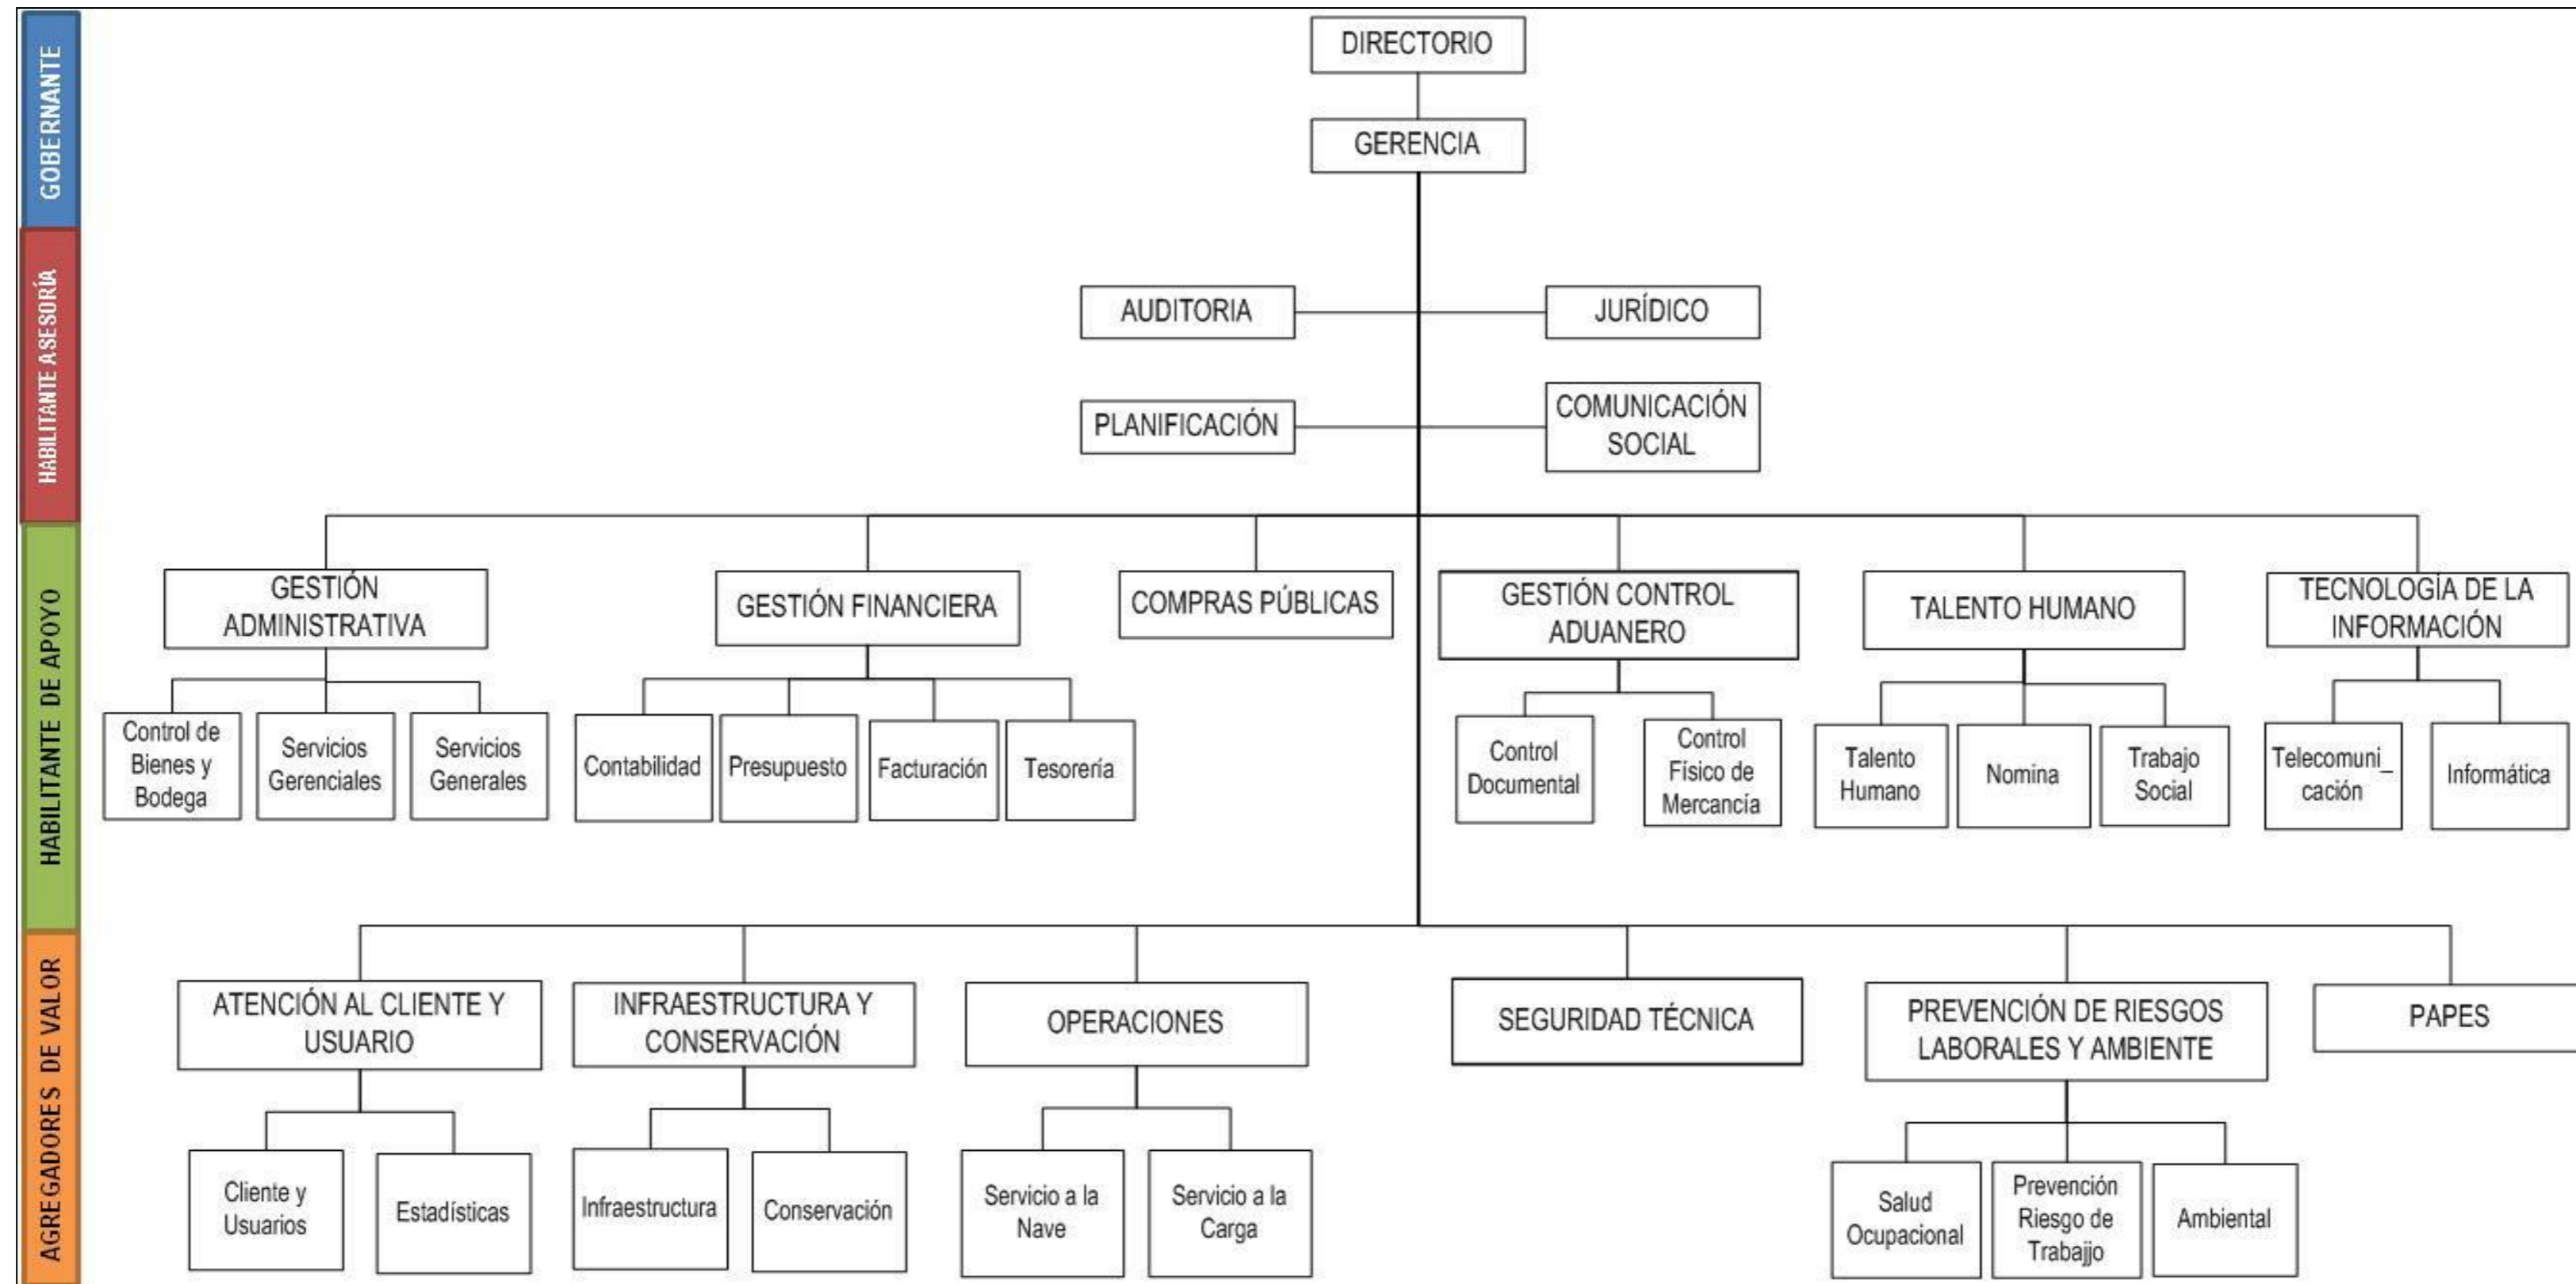 GOBERNANTE
DIRECTORIO
GERENCIA
HABILITANTE ASESORÍA
AUDITORIA
JURÍDICO
PLANIFICACIÓN
COMUNICACIÓN
SOCIAL
HABILITANTE DE APOYO
GESTIÓN
ADMINISTRATIVA
GESTIÓN FINANCIERA
COMPRAS PÚBLICAS
GESTIÓN CONTROL
ADUANERO
TALENTO HUMANO
TECNOLOGÍA DE LA
INFORMACIÓN
Control de
Bienes y
Bodega
Servicios
Gerenciales
Servicios
Generales
Contabilidad
Presupuesto
Facturación
Tesorería
Control
Documental
Control
Físico de
Mercancía
Talento
Humano
Nomina
Trabajo
Social
Telecomuni_
cación
Informática
AGREGADORES DE VALOR
ATENCIÓN AL CLIENTE Y
USUARIO
INFRAESTRUCTURA Y
CONSERVACIÓN
OPERACIONES
SEGURIDAD TÉCNICA
PREVENCIÓN DE RIESGOS
LABORALES Y AMBIENTE
PAPES
Cliente y
Usuarios
Estadísticas
Infraestructura
Conservación
Servicio a la
Nave
Servicio a la
Carga
Salud
Ocupacional
Prevención
Riesgo de
Trabajjo
Ambiental